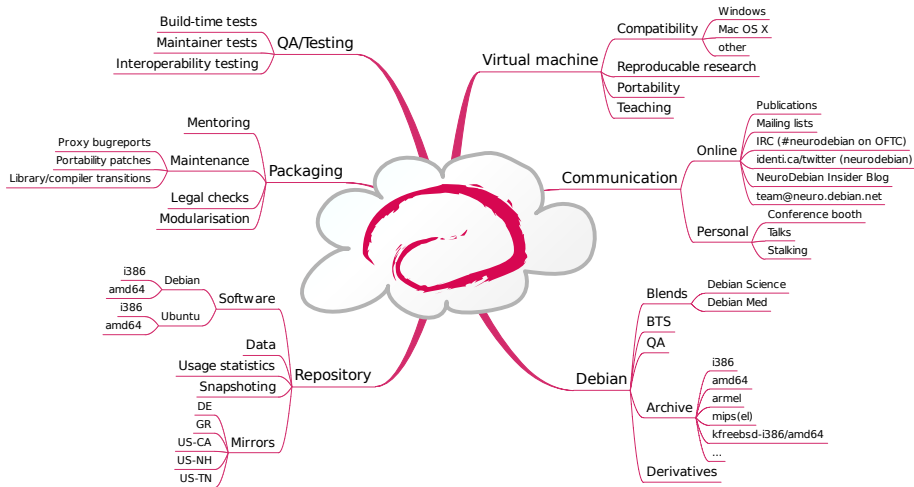 QA/Testing
Build-time tests
Maintainer tests
Interoperability testing
Packaging
Mentoring
Maintenance
Proxy bugreports
Portability patches
Library/compiler transitions
Legal checks
Modularisation
Repository
Software
Debian
i386
amd64
Ubuntu
i386
amd64
Data
Usage statistics
Snapshoting
Mirrors
DE
GR
US-CA
US-NH
US-TN
Virtual machine
Compatibility
Windows
Mac OS X
other
Reproducable research
Portability
Teaching
Communication
Online
Publications
Mailing lists
IRC (#neurodebian on OFTC)
identi.ca/twitter (neurodebian)
NeuroDebian Insider Blog
team@neuro.debian.net
Personal
Conference booth
Talks
Stalking
Debian
Blends
Debian Science
Debian Med
BTS
QA
Archive
i386
amd64
armel
mips(el)
kfreebsd-i386/amd64
...
Derivatives